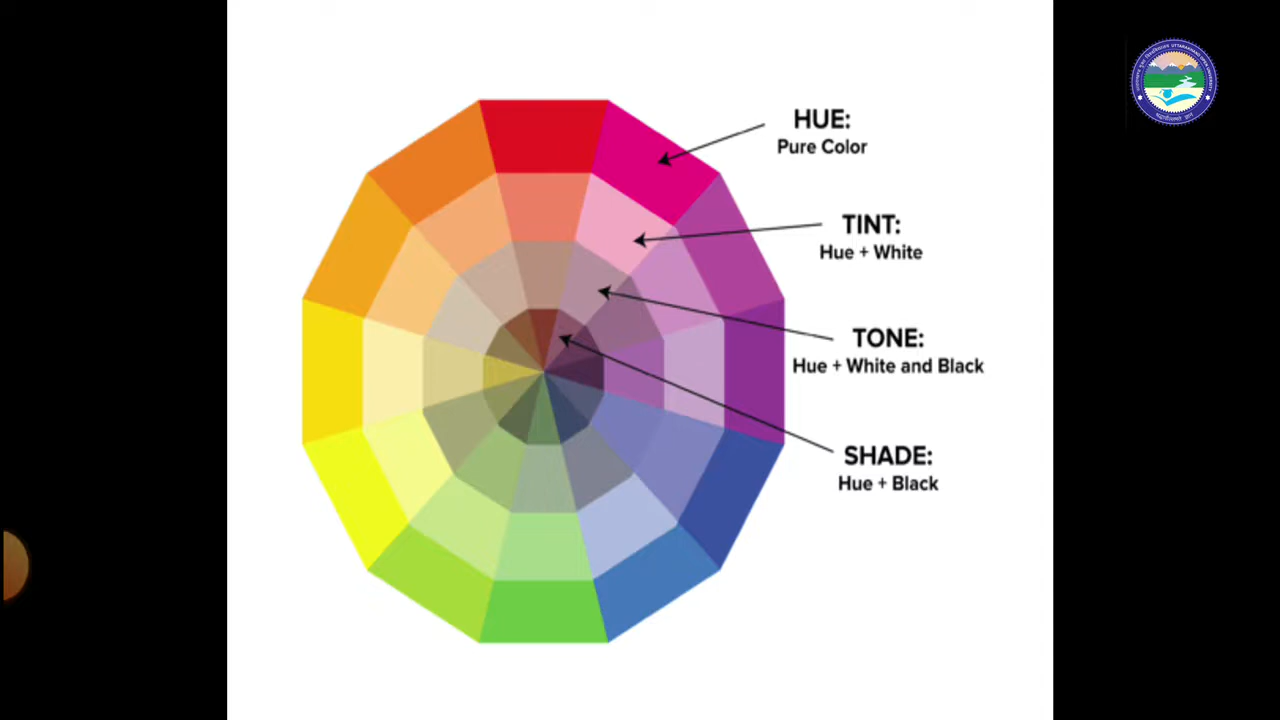 HUE:
Pure Color
TINT:
Hue + White
TONE:
Hue + White and Black
SHADE:
Hue + Black